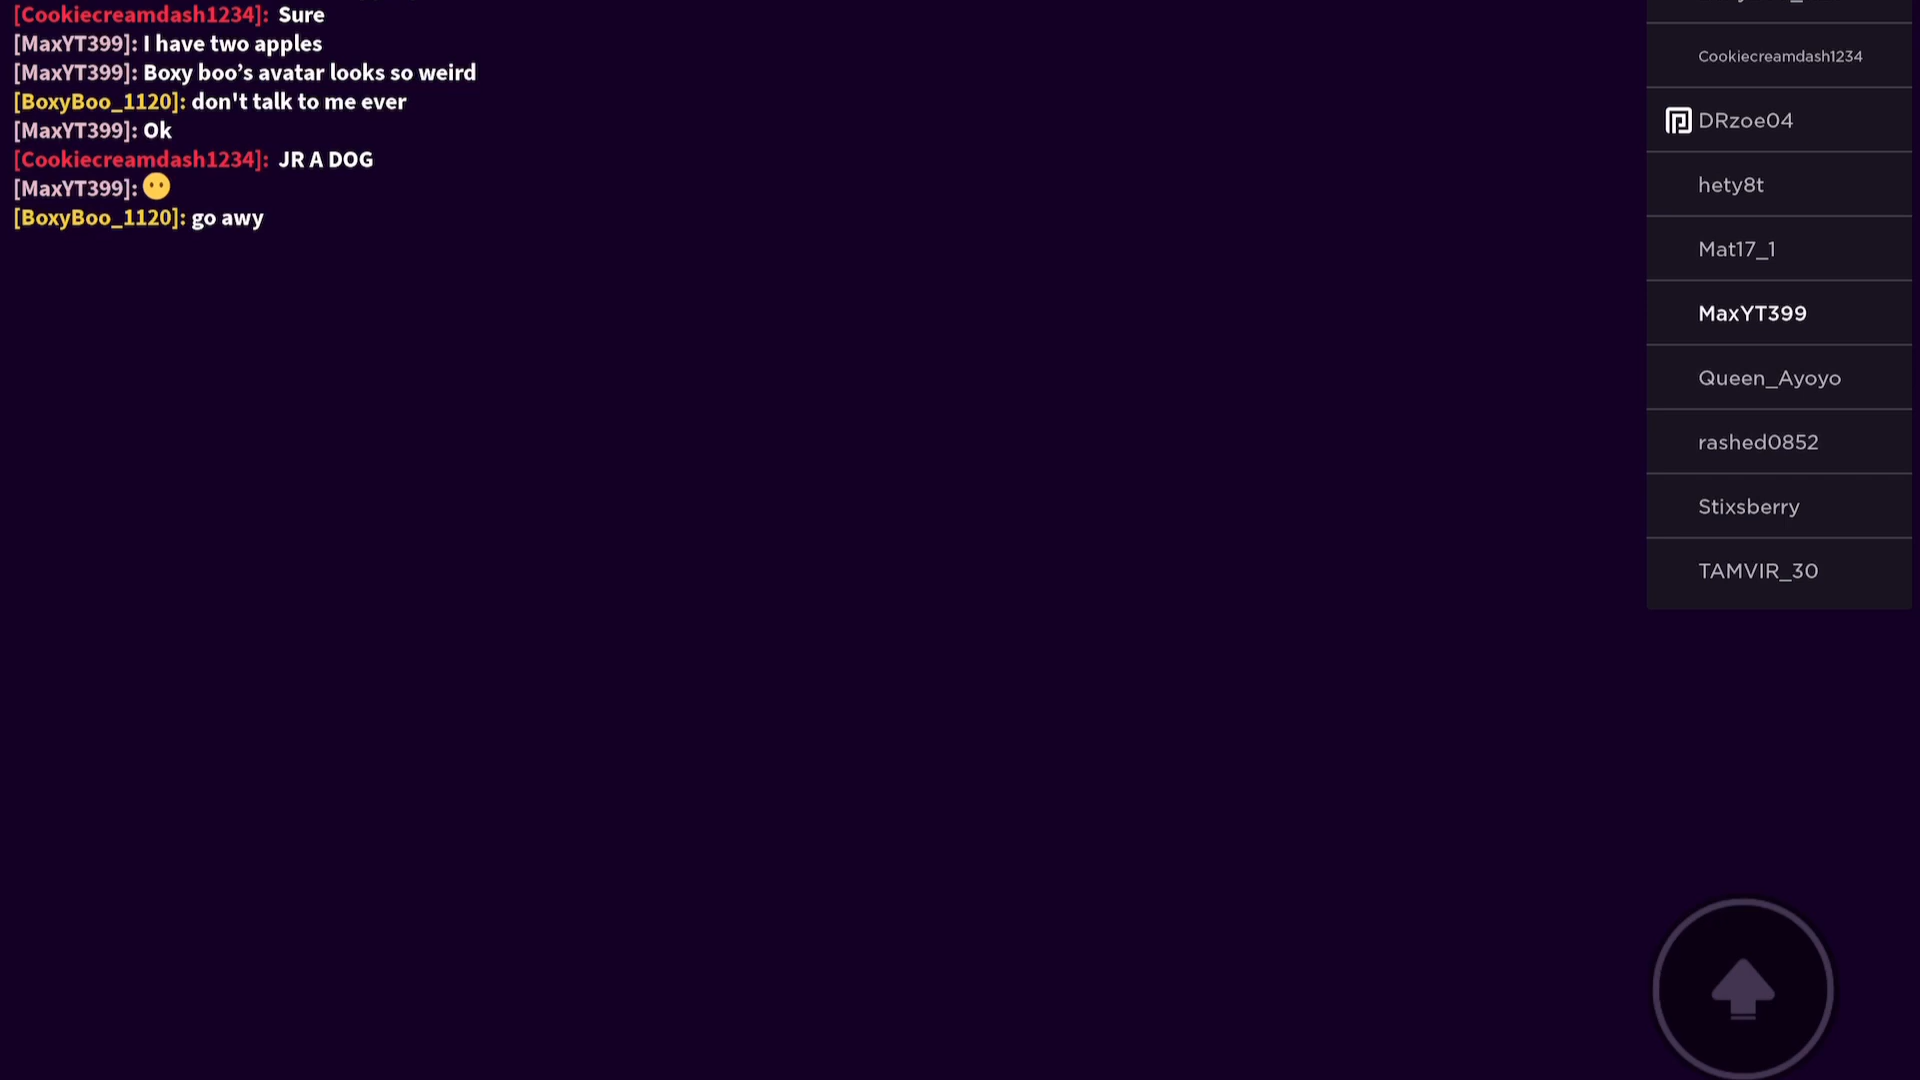 [Cookiecreamdash1234]: Sure
[MaxYT399]: I have two apples
[MaxYT399]: Boxy boo’s avatar looks so weird
[BoxyBoo_1120]: don't talk to me ever
[MaxYT399]: Ok
[Cookiecreamdash1234]: JR A DOG
[MaxYT399]: 😶
[BoxyBoo_1120]: go awy
Cookiecreamdash1234
DRzoe04
hety8t
Mat17_1
MaxYT399
Queen_Ayoyo
rashed0852
Stixsberry
TAMVIR_30